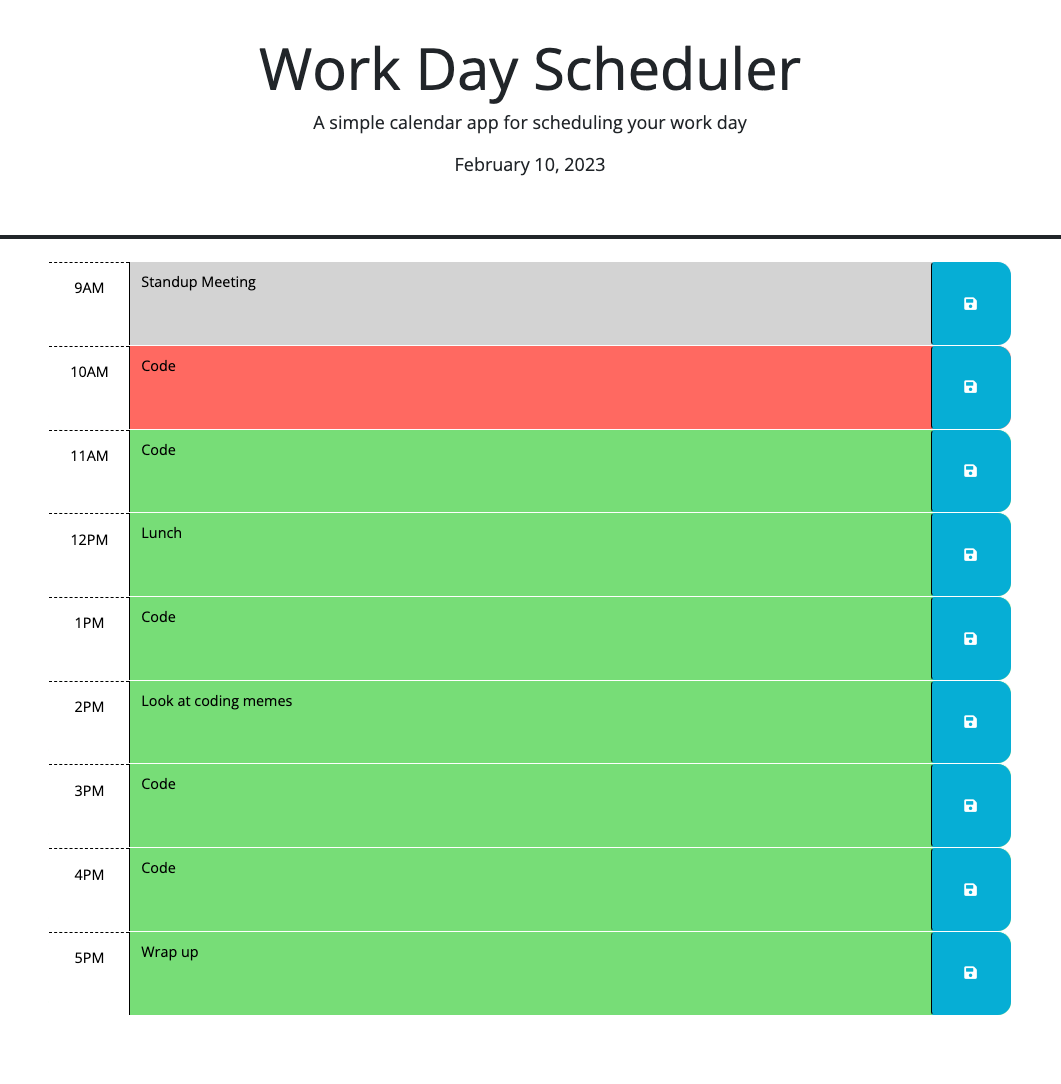 Work Day Scheduler
A simple calendar app for scheduling your work day
February 10, 2023
9AM Standup Meeting
10AM Code
11AM Code
12PM Lunch
1PM Code
2PM Look at coding memes
3PM Code
4PM Code
5PM Wrap up